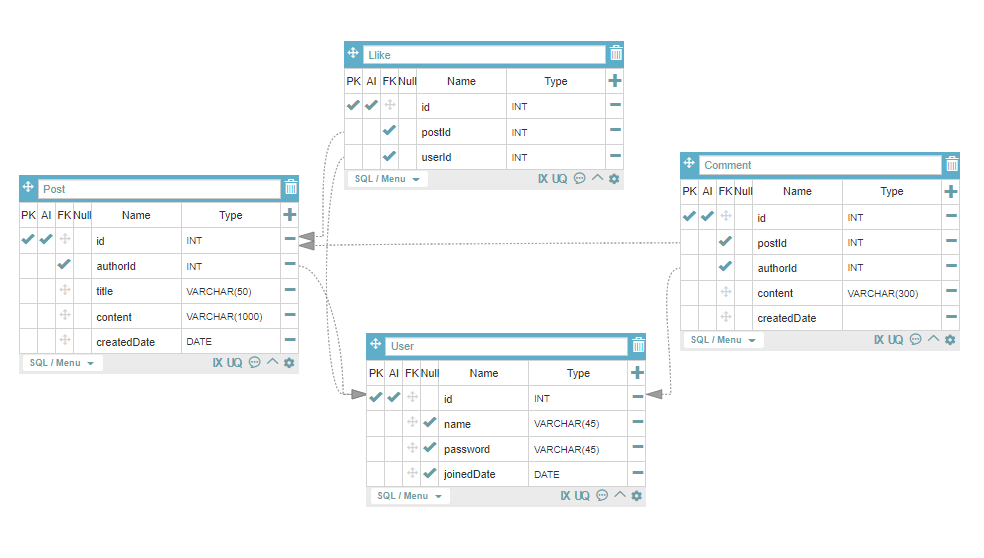 Llike
PK AI FK Null Name Type
id INT
postId INT
userId INT
SQL / Menu IX UQ
Post
PK AI FK Null Name Type
id INT
authorId INT
title VARCHAR(50)
content VARCHAR(1000)
createdDate DATE
SQL / Menu IX UQ
Comment
PK AI FK Null Name Type
id INT
postId INT
authorId INT
content VARCHAR(300)
createdDate
SQL / Menu IX UQ
User
PK AI FK Null Name Type
id INT
name VARCHAR(45)
password VARCHAR(45)
joinedDate DATE
SQL / Menu IX UQ